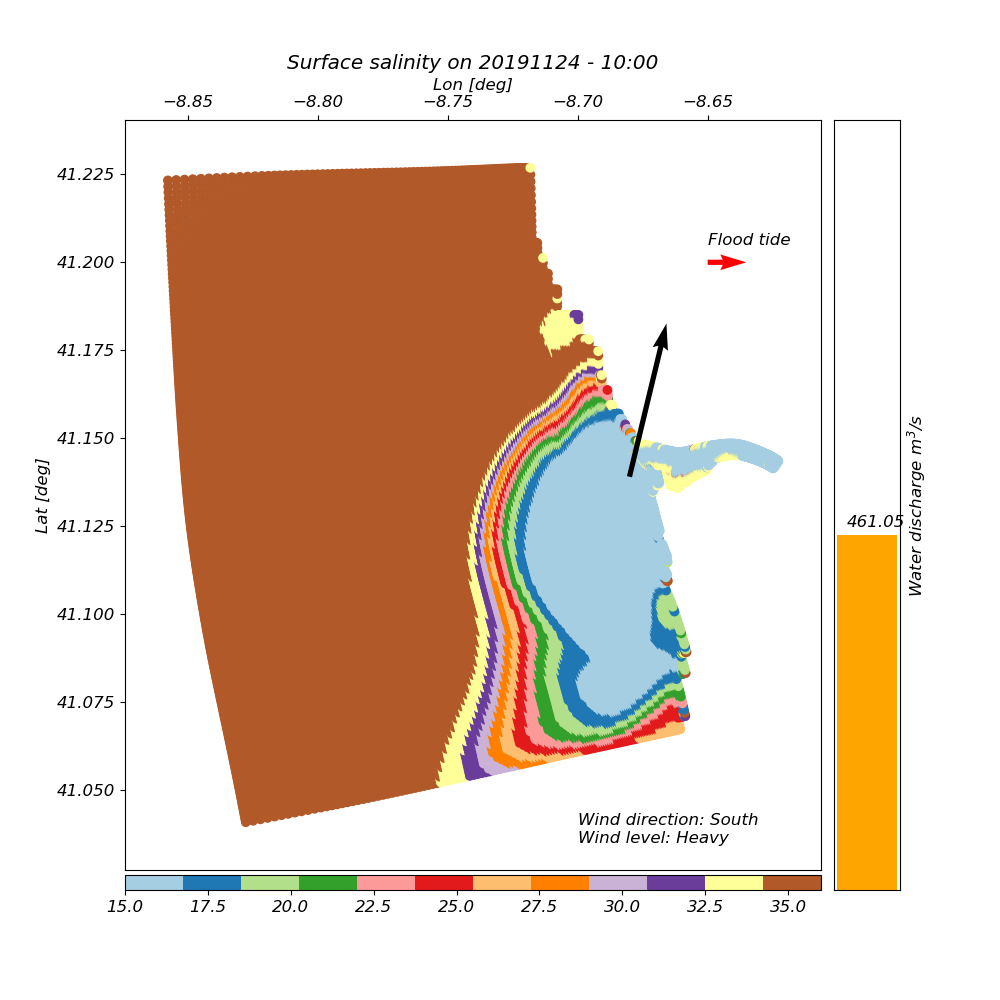 Surface salinity on 20191124 - 10:00
Lon [deg]
−8.85 −8.80 −8.75 −8.70 −8.65
41.225
41.200
41.175
41.150
41.125
41.100
41.075
41.050
Lat [deg]
Flood tide
461.05
Water discharge m³/s
Wind direction: South
Wind level: Heavy
15.0 17.5 20.0 22.5 25.0 27.5 30.0 32.5 35.0